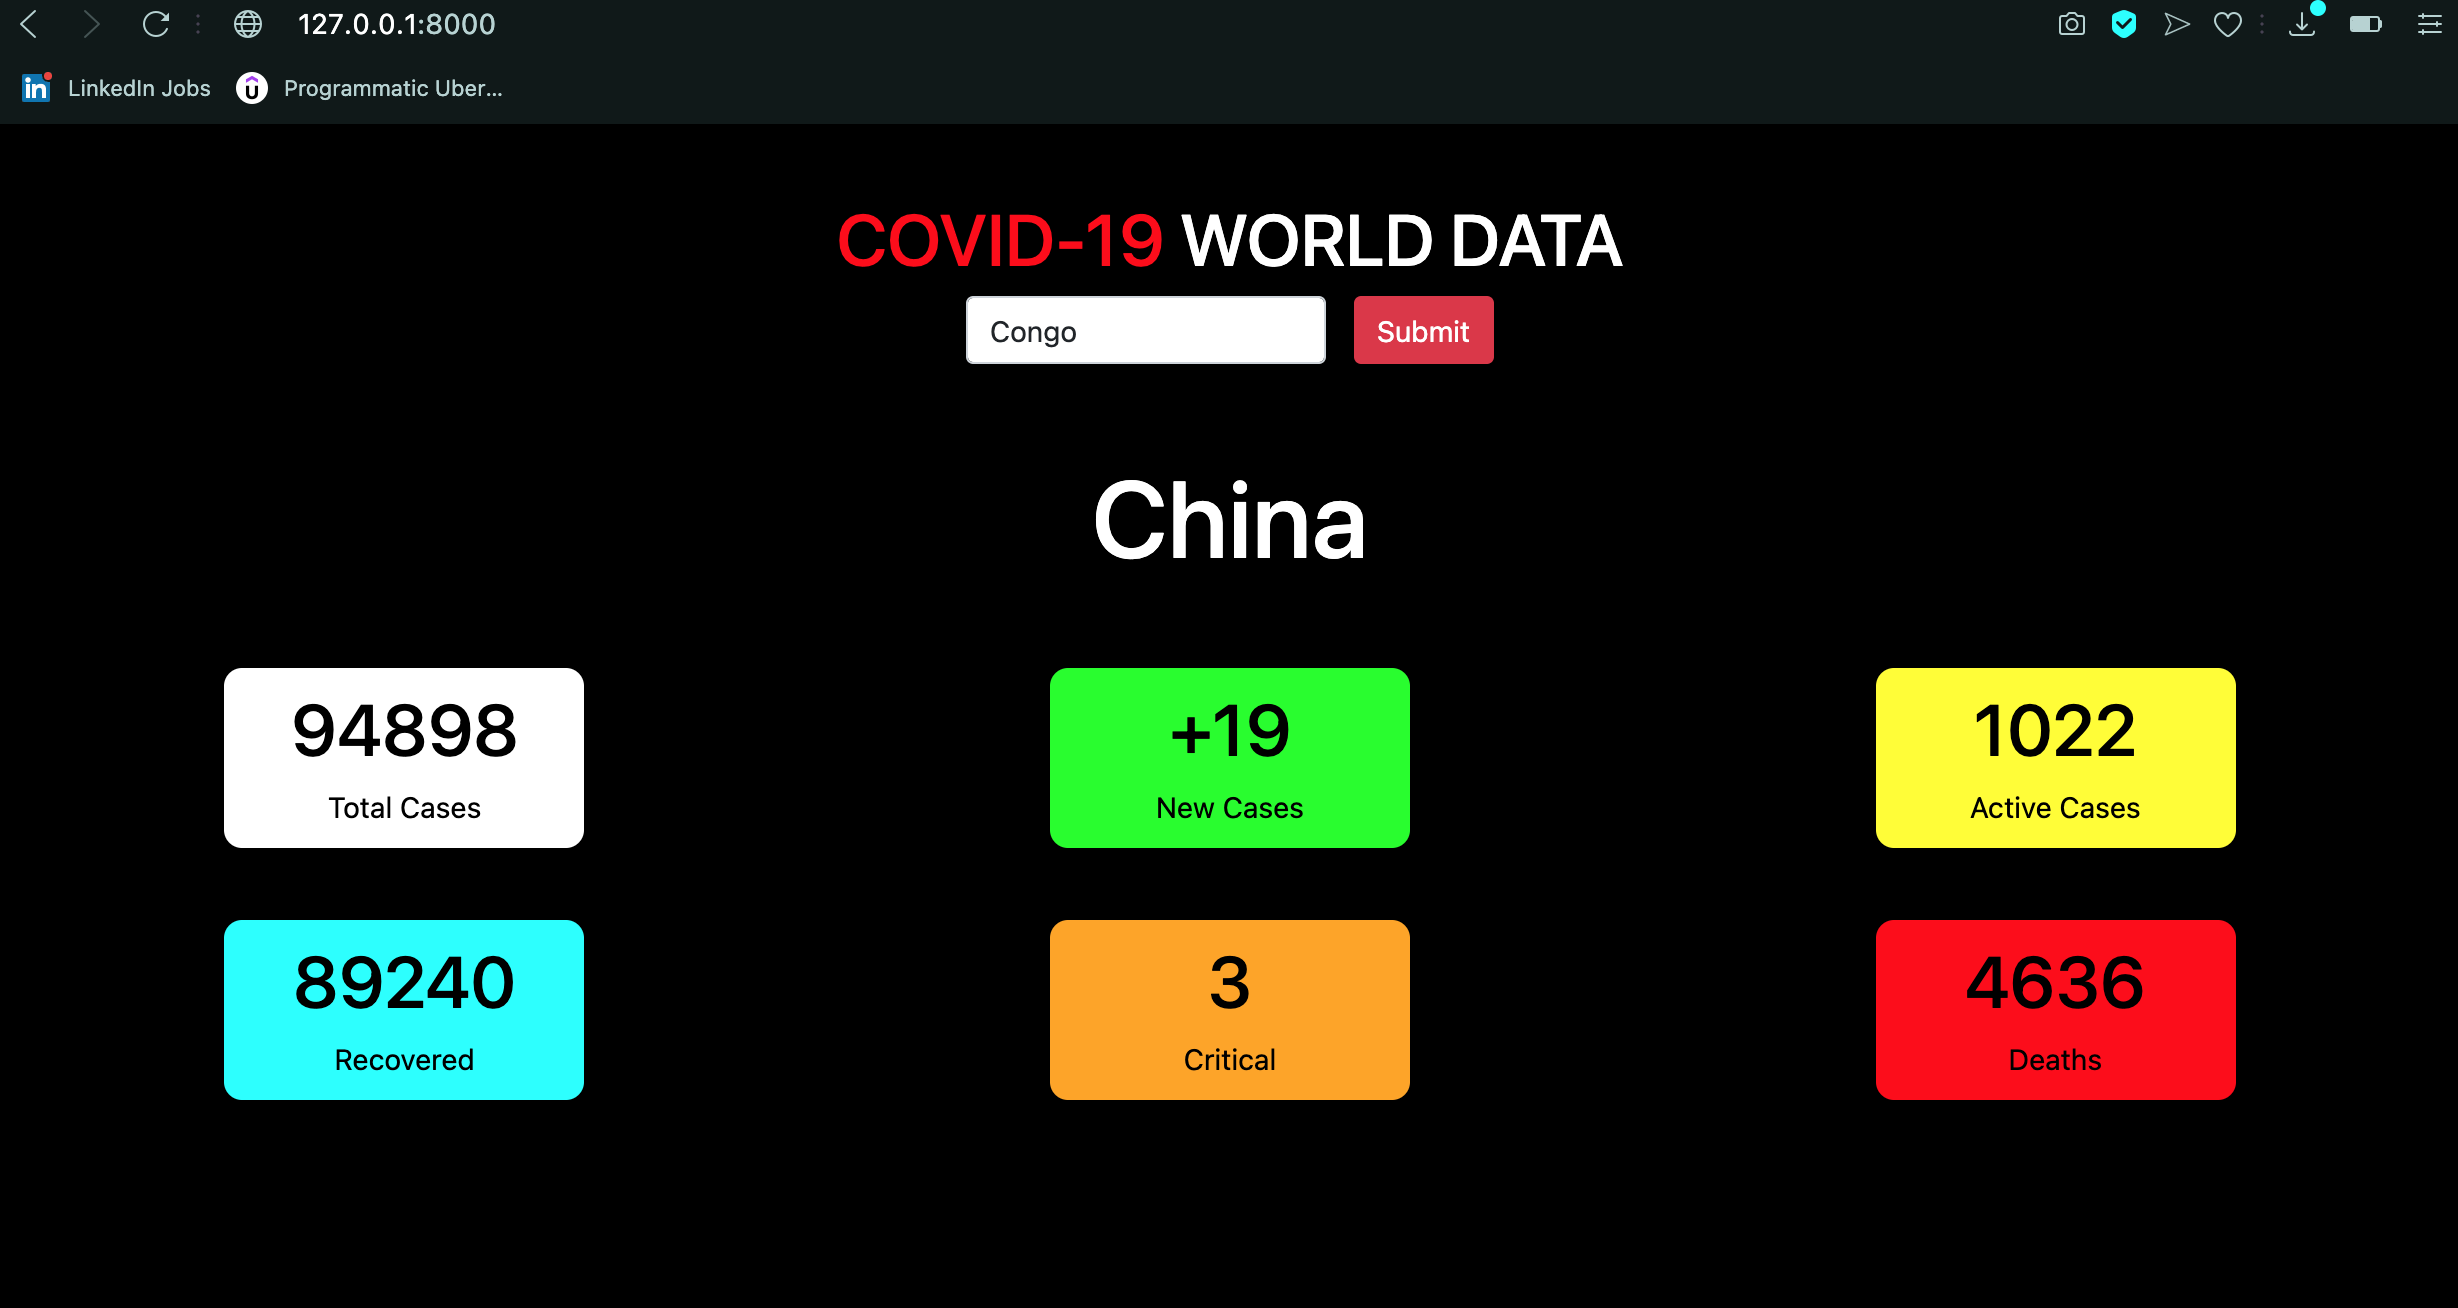 127.0.0.1:8000
LinkedIn Jobs Programmatic Uber...
COVID-19 WORLD DATA
Congo Submit
China
94898 +19 1022
Total Cases New Cases Active Cases
89240 3 4636
Recovered Critical Deaths